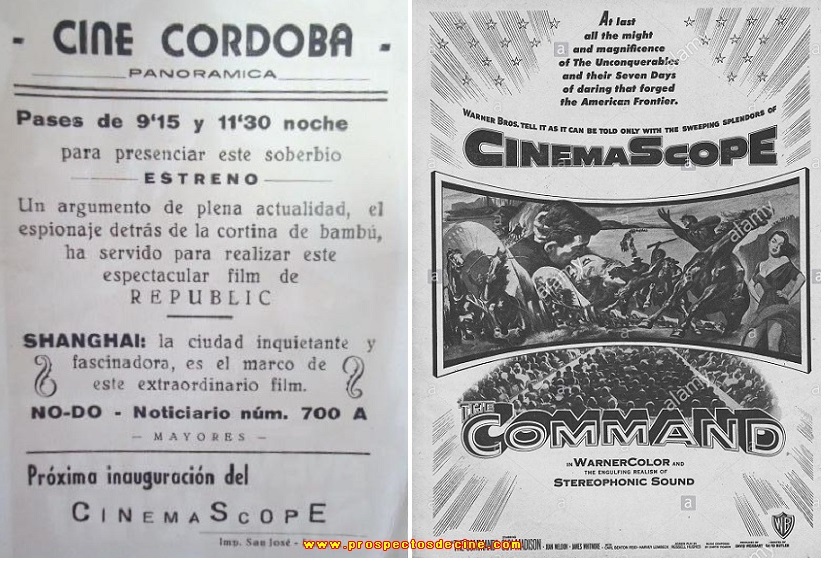 - CINE CORDOBA -
PANORAMICA
Pases de 9'15 y 11'30 noche
para presenciar este soberbio
ESTRENO
Un argumento de plena actualidad, el
espionaje detrás de la cortina de bambú,
ha servido para realizar este
espectacular film de
REPUBLIC
SHANGHAI: la ciudad inquietante y
fascinadora, es el marco de
este extraordinario film.
NO-DO - Noticiario núm. 700 A
- MAYORES -
Próxima inauguración del
CINEMASCOPE
Imp. San José -
At last
all the might
and magnificence
of The Unconquerables
and their Seven Days
of daring that forged
the American Frontier.
WARNER BROS. TELL IT AS IT CAN BE TOLD ONLY WITH THE SWEEPING SPLENDORS OF
CINEMASCOPE
THE
COMMAND
IN WARNERCOLOR AND
THE ENGULFING REALISM OF
STEREOPHONIC SOUND
MADISON · JOAN WELDON · JAMES WHITMORE
WB
www.prospectosdecine.com
a alamy
a alamy
a
a alamy
a